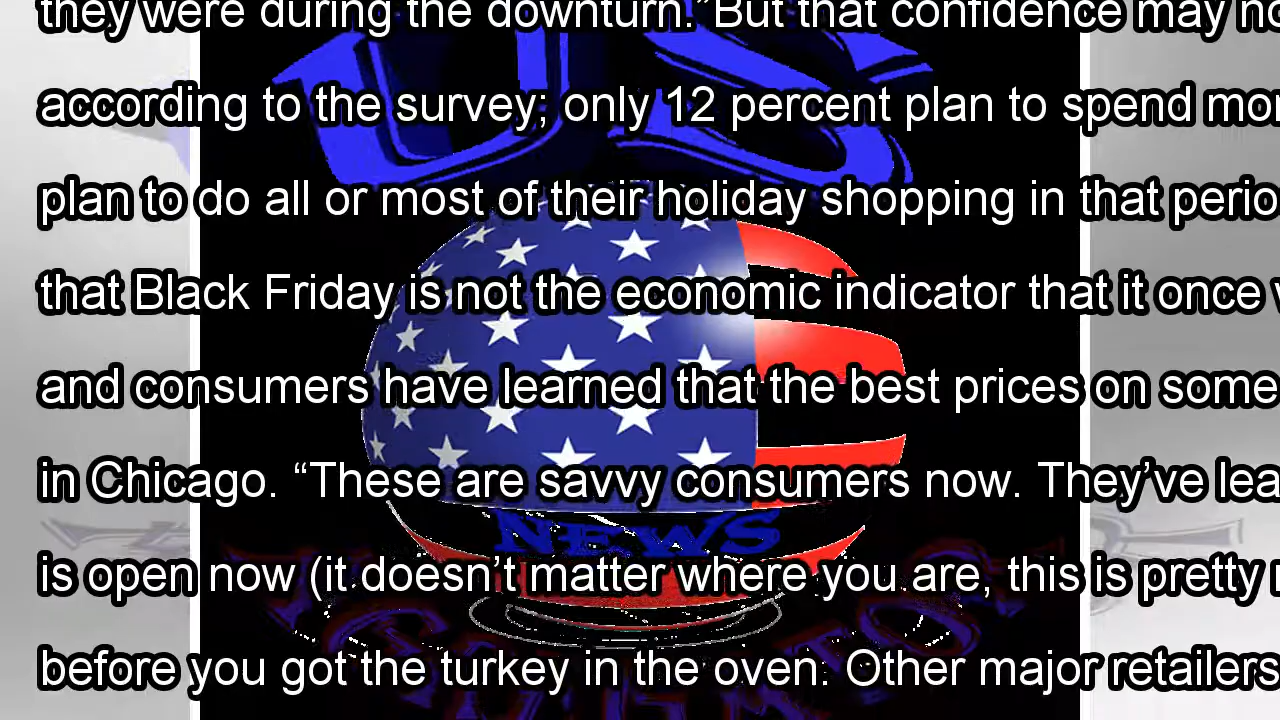 they were during the downturn.”But that confidence may
according to the survey; only 12 percent plan to spend
plan to do all or most of their holiday shopping in that
that Black Friday is not the economic indicator that it once
and consumers have learned that the best prices on some
in Chicago. “These are savvy consumers now. They’ve
is open now (it doesn’t matter where you are, this is pretty
before you got the turkey in the oven. Other major retailers
US
NEWS